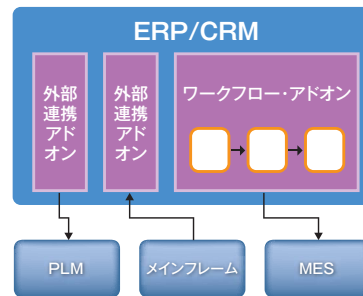 ERP/CRM
外部
連携
アド
オン
外部
連携
アド
オン
ワークフロー・アドオン
PLM
メインフレーム
MES